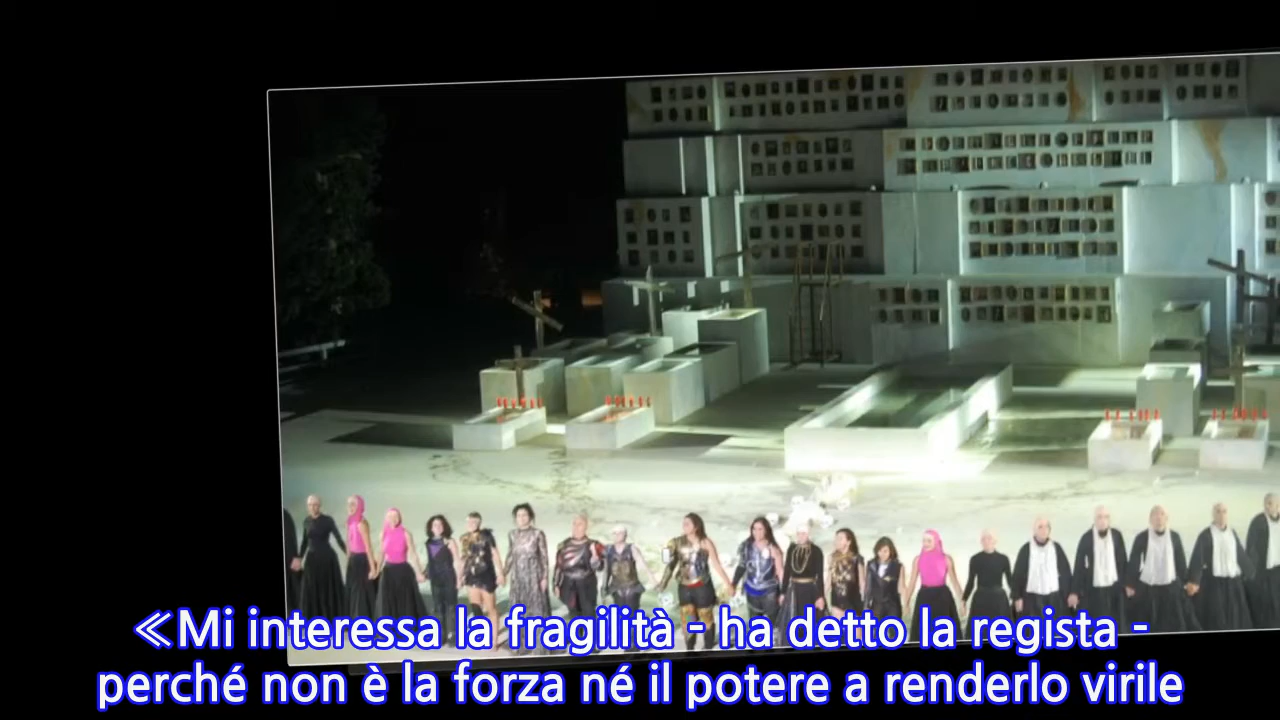 ≪Mi interessa la fragilità - ha detto la regista -
perché non è la forza né il potere a renderlo virile